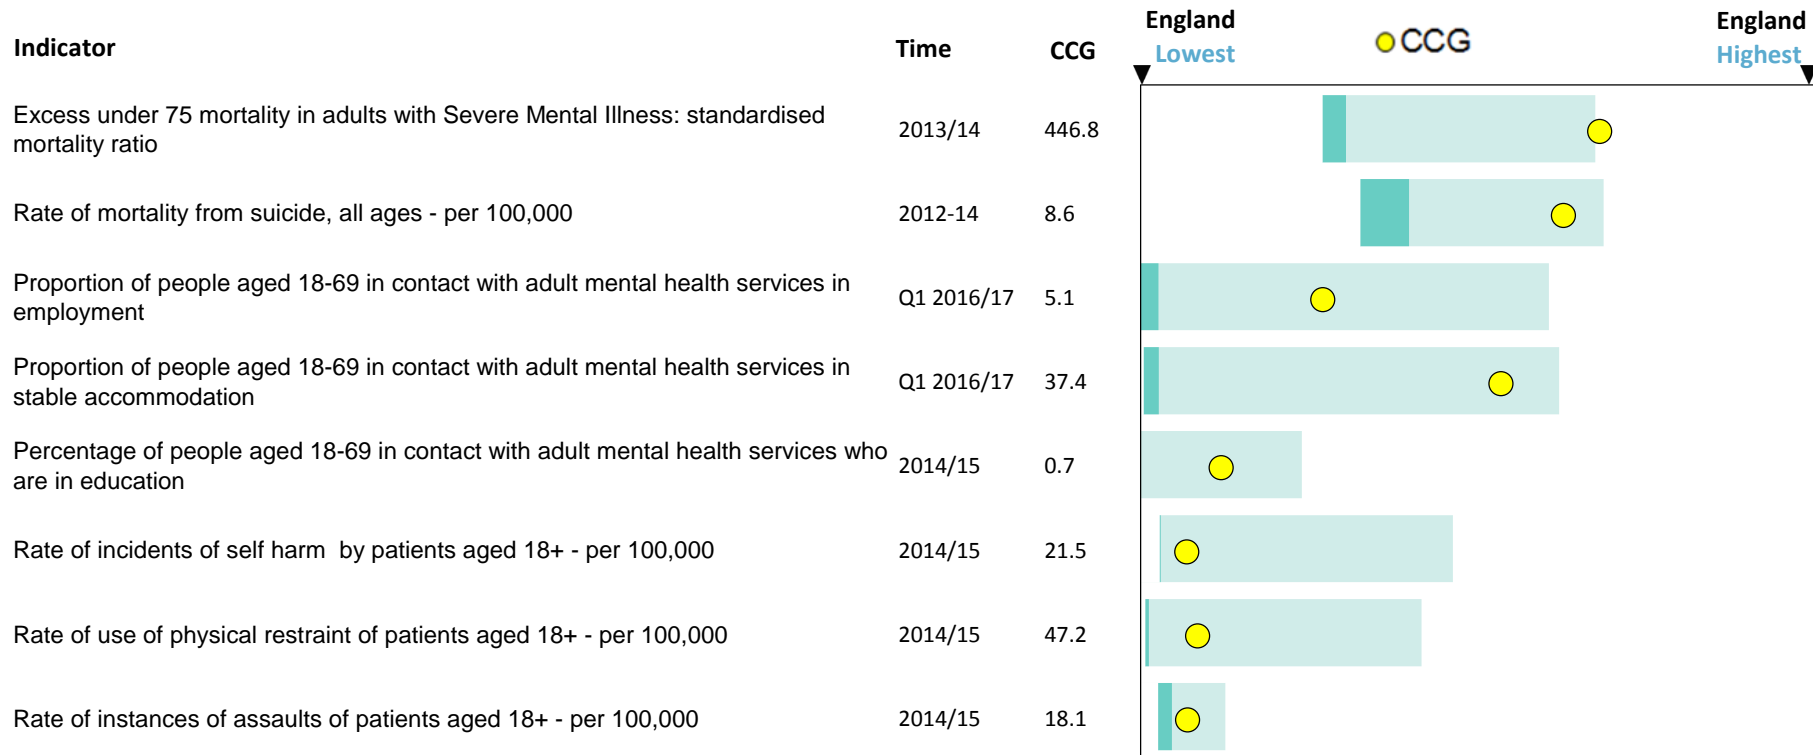 England England
Indicator Time CCG Lowest CCG Highest
Excess under 75 mortality in adults with Severe Mental Illness: standardised
mortality ratio 2013/14 446.8
Rate of mortality from suicide, all ages - per 100,000 2012-14 8.6
Proportion of people aged 18-69 in contact with adult mental health services in
employment Q1 2016/17 5.1
Proportion of people aged 18-69 in contact with adult mental health services in
stable accommodation Q1 2016/17 37.4
Percentage of people aged 18-69 in contact with adult mental health services who
are in education 2014/15 0.7
Rate of incidents of self harm  by patients aged 18+ - per 100,000 2014/15 21.5
Rate of use of physical restraint of patients aged 18+ - per 100,000 2014/15 47.2
Rate of instances of assaults of patients aged 18+ - per 100,000 2014/15 18.1